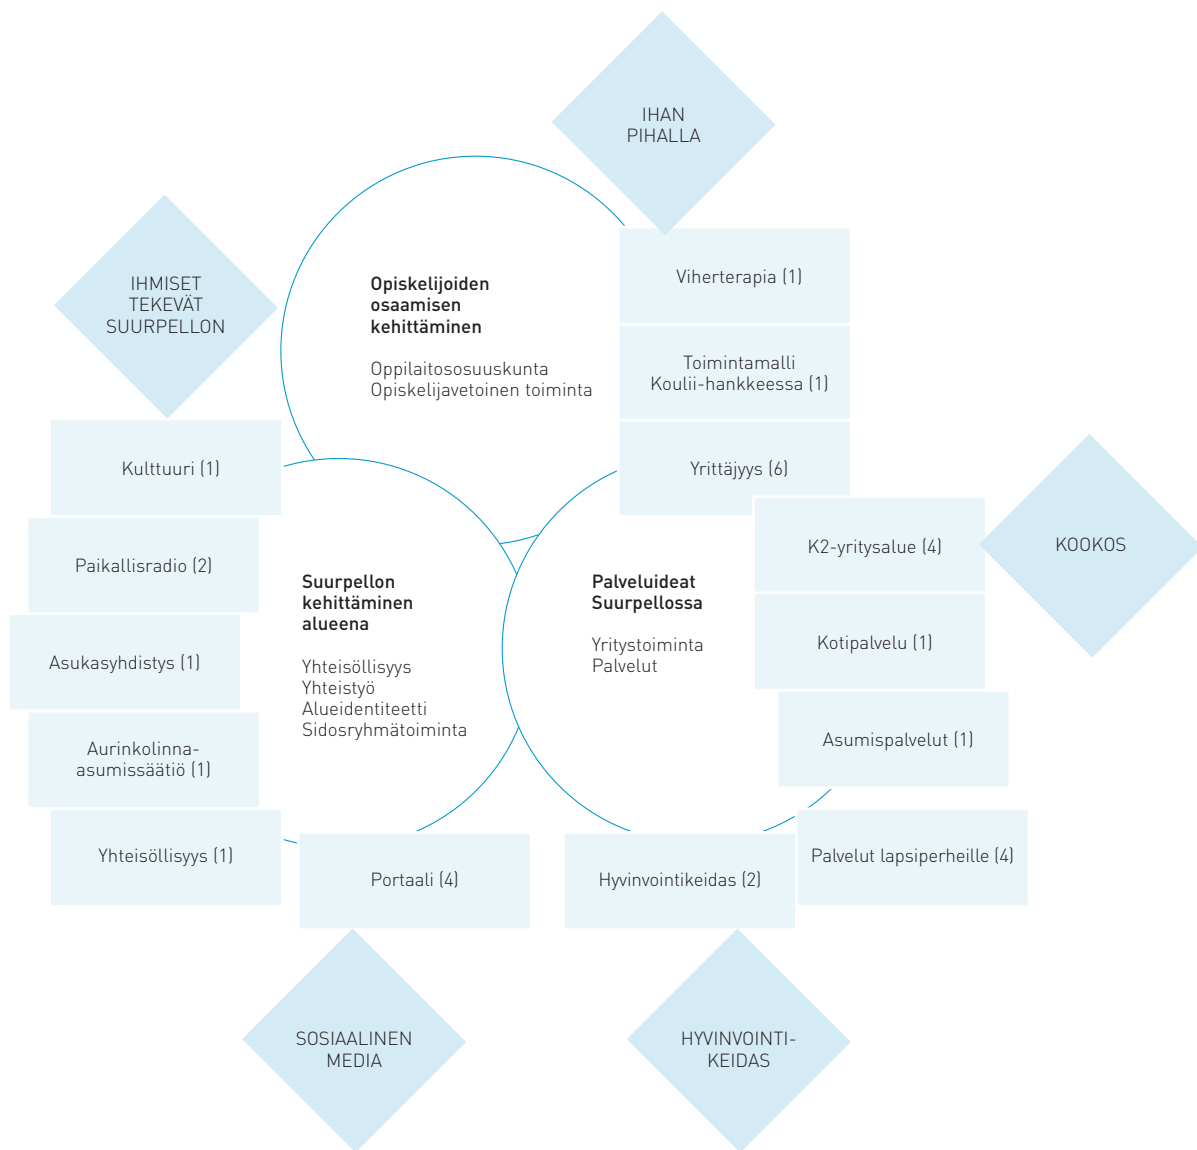 IHAN
PIHALLA
IHMISET
TEKEVÄT
SUURPELLON
Opiskelijoiden
osaamisen
kehittäminen
Oppilaitososuuskunta
Opiskelijavetoinen toiminta
Viherterapia (1)
Toimintamalli
Koulii-hankkeessa (1)
Yrittäjyys (6)
Kulttuuri (1)
Paikallisradio (2)
Asukasyhdistys (1)
Aurinkolinna-
asumissäätiö (1)
Yhteisöllisyys (1)
Suurpellon
kehittäminen
alueena
Yhteisöllisyys
Yhteistyö
Alueidentiteetti
Sidosryhmätoiminta
Palveluideat
Suurpellossa
Yritystoiminta
Palvelut
K2-yritysalue (4)
KOOKOS
Kotipalvelu (1)
Asumispalvelut (1)
Palvelut lapsiperheille (4)
Portaali (4)
Hyvinvointikeidas (2)
SOSIAALINEN
MEDIA
HYVINVOINTI-
KEIDAS